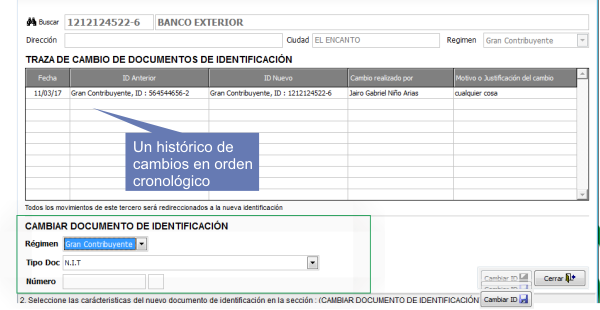 Buscar 1212124522-6 BANCO EXTERIOR
Dirección Ciudad EL ENCANTO Regimen Gran Contribuyente
TRAZA DE CAMBIO DE DOCUMENTOS DE IDENTIFICACIÓN
Fecha ID Anterior ID Nuevo Cambio realizado por Motivo o Justificación del cambio
11/03/17 Gran Contribuyente, ID : 564544656-2 Gran Contribuyente, ID : 1212124522-6 Jairo Gabriel Niño Arias cualquier cosa
Un histórico de
cambios en orden
cronológico
Todos los movimientos de este tercero será redireccionados a la nueva identificación
CAMBIAR DOCUMENTO DE IDENTIFICACIÓN
Régimen Gran Contribuyente
Tipo Doc N.I.T
Número
Cambiar ID Cerrar
2. Seleccione las carácteristicas del nuevo documento de identificación en la sección : (CAMBIAR DOCUMENTO DE IDENTIFICACIÓN
Cambiar ID